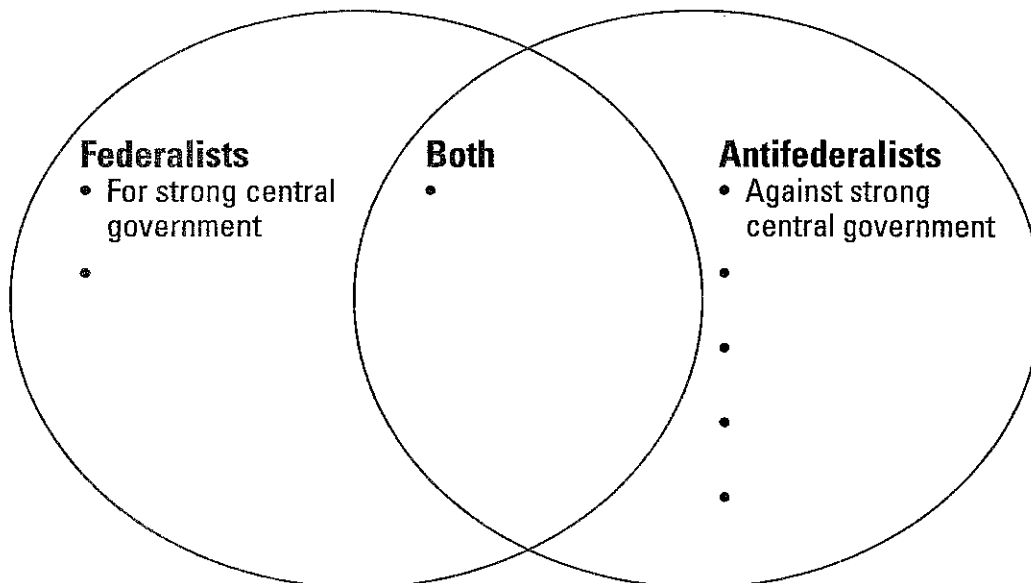 Federalists
• For strong central
government
•
Both
•
Antifederalists
• Against strong
central government
•
•
•
•